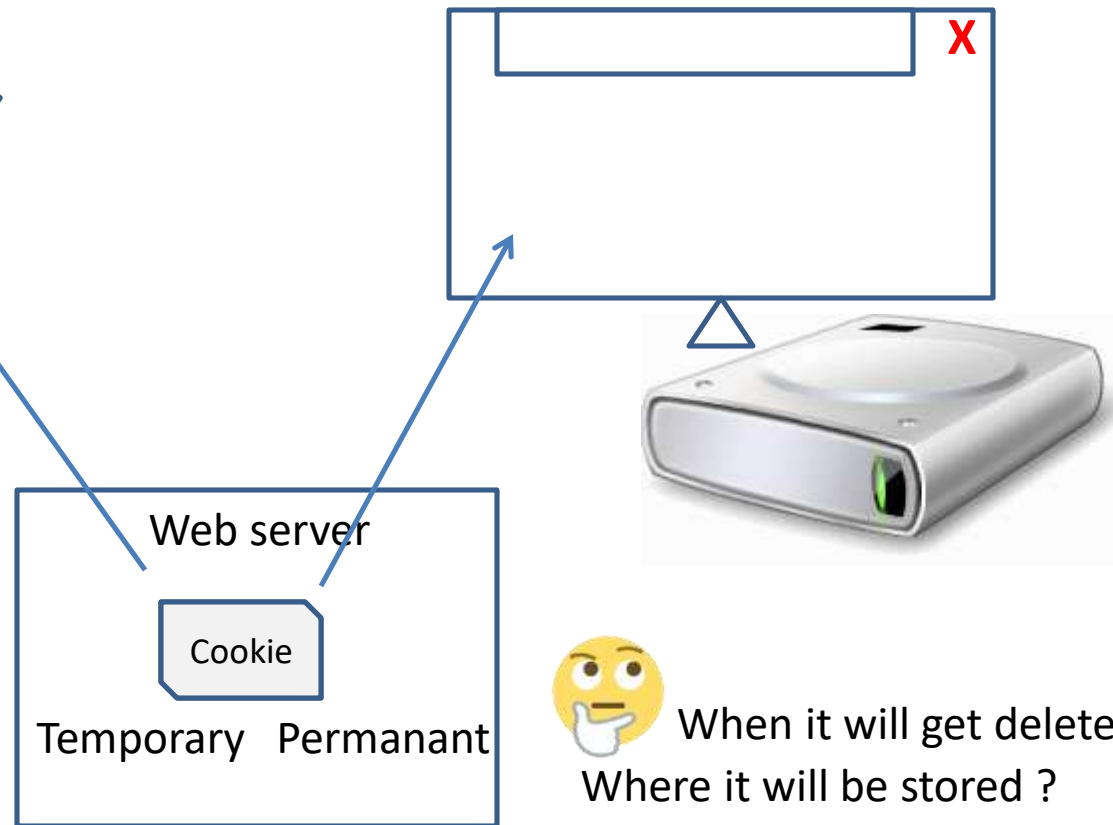 X
Web server
Cookie
Temporary Permanant
When it will get delete
Where it will be stored ?